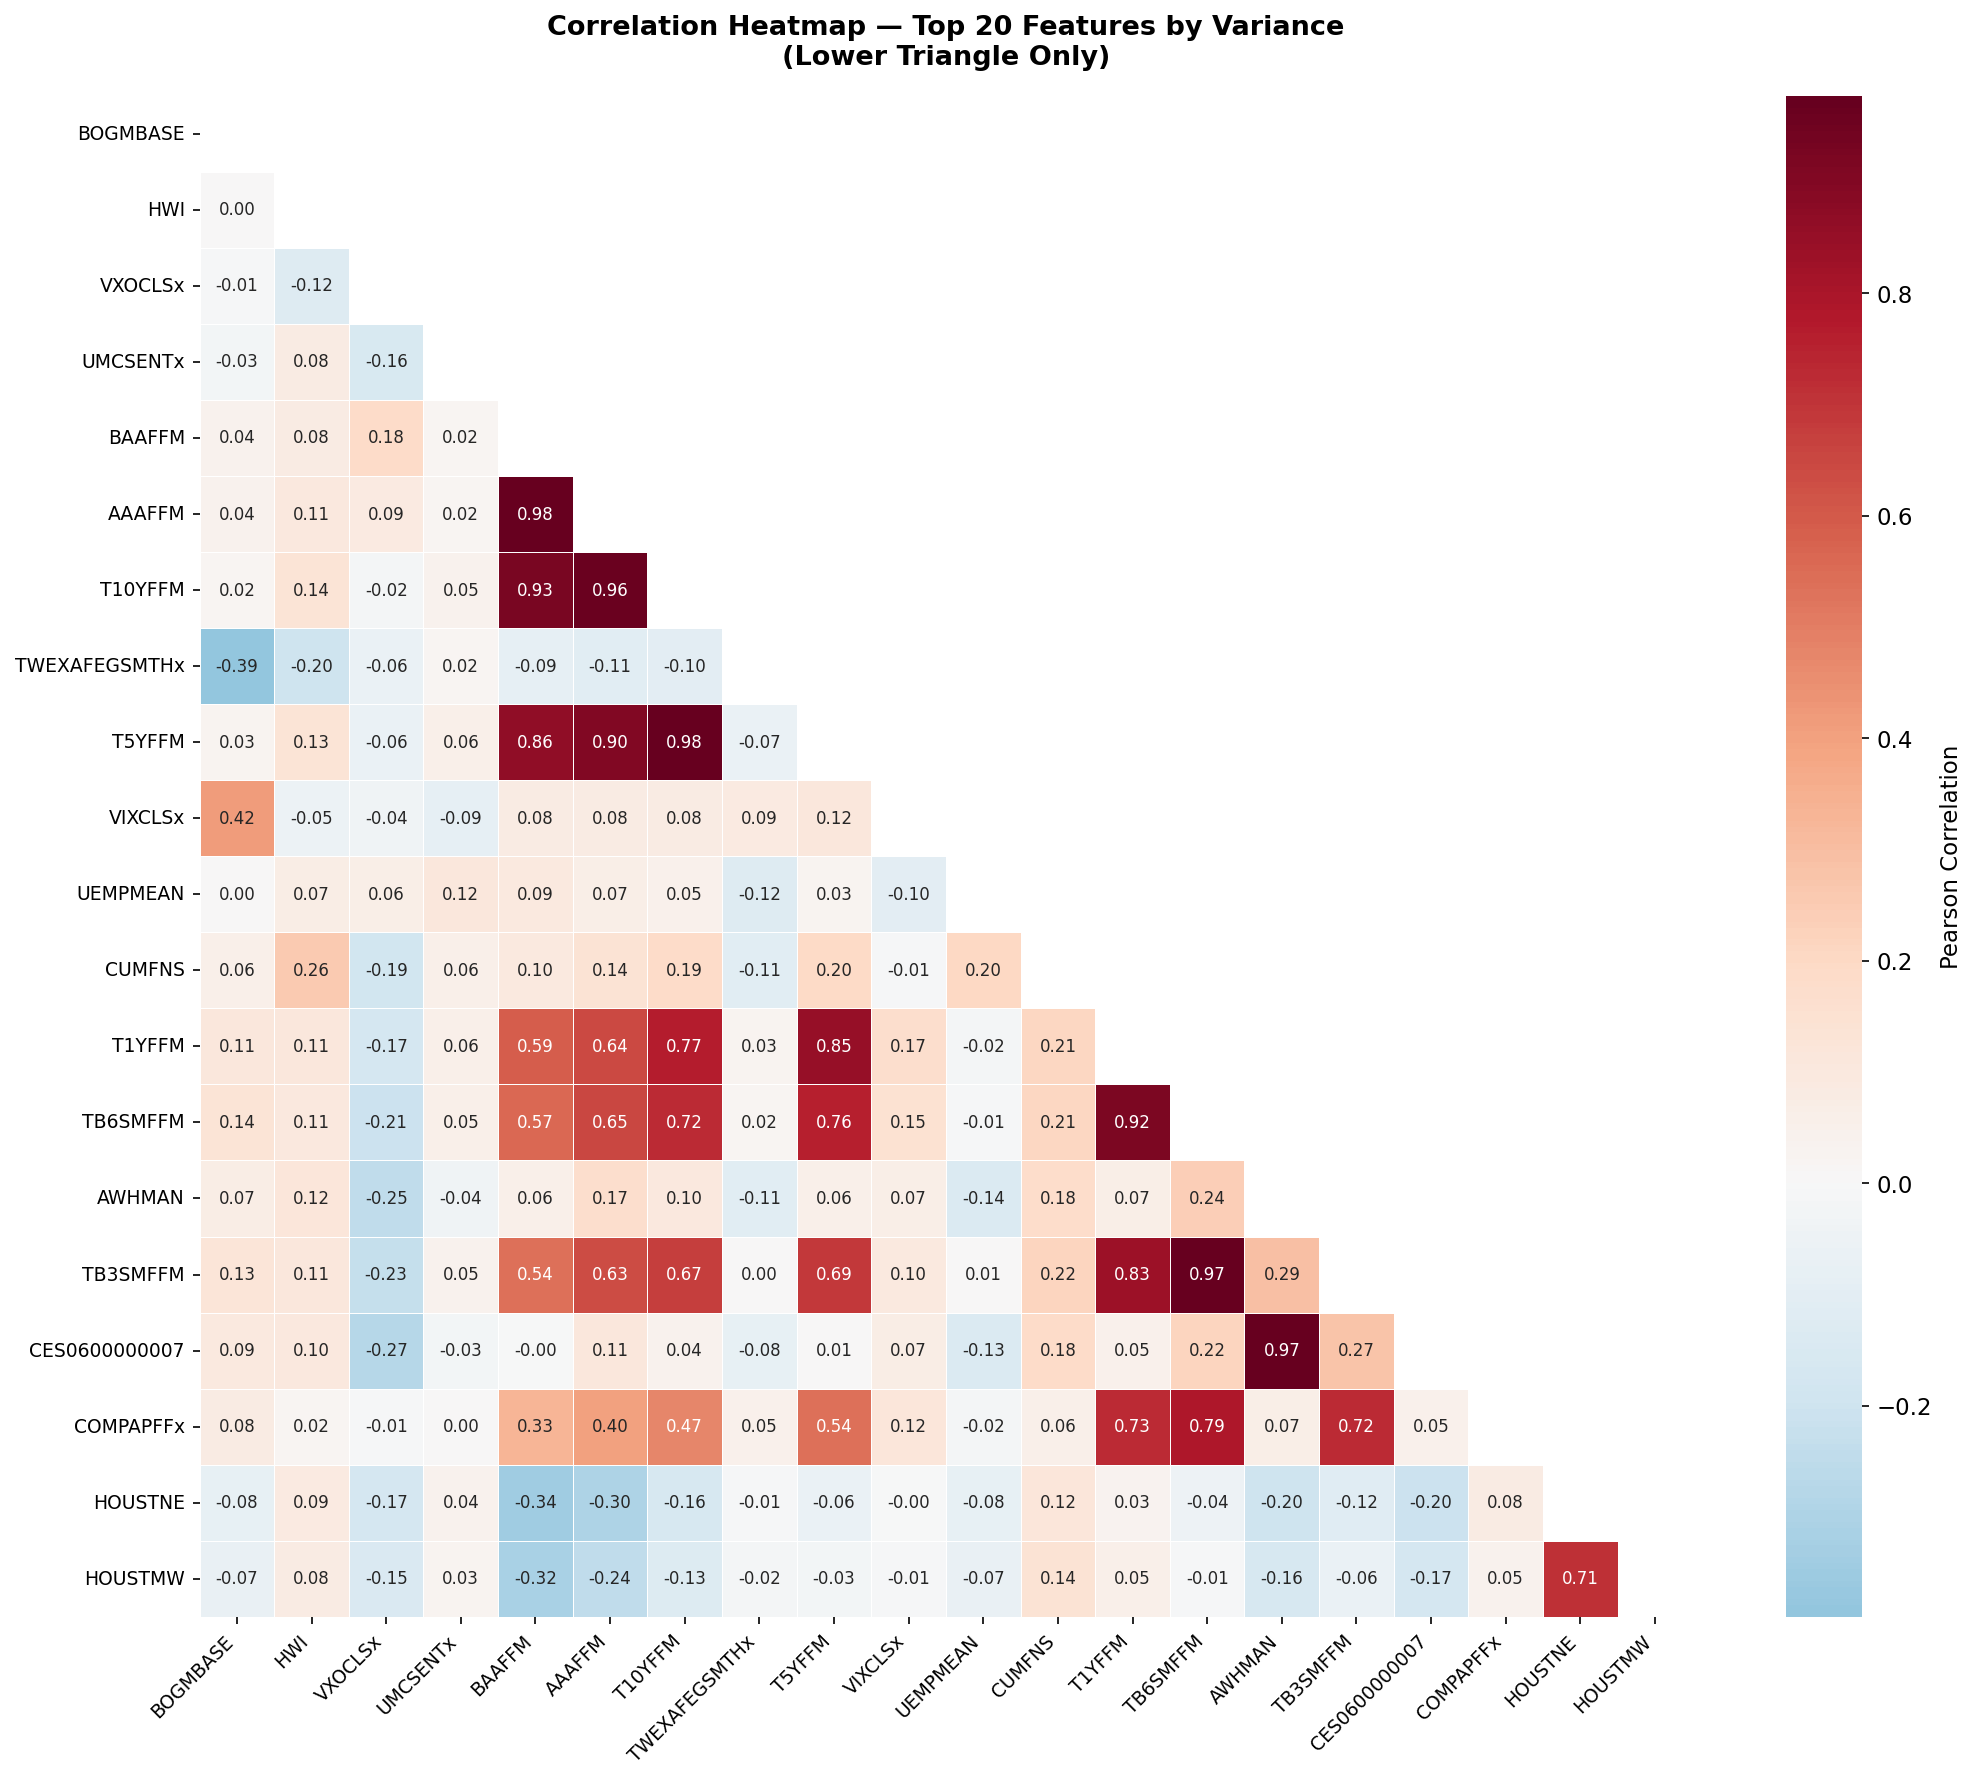 Correlation Heatmap — Top 20 Features by Variance
(Lower Triangle Only)
BOGMBASE
HWI 0.00
VXOCLSx -0.01 -0.12
UMCSENTx -0.03 0.08 -0.16
BAAFFM 0.04 0.08 0.18 0.02
AAAFFM 0.04 0.11 0.09 0.02 0.98
T10YFFM 0.02 0.14 -0.02 0.05 0.93 0.96
TWEXAFEGSMTHx -0.39 -0.20 -0.06 0.02 -0.09 -0.11 -0.10
T5YFFM 0.03 0.13 -0.06 0.06 0.86 0.90 0.98 -0.07
VIXCLSx 0.42 -0.05 -0.04 -0.09 0.08 0.08 0.08 0.09 0.12
UEMPMEAN 0.00 0.07 0.06 0.12 0.09 0.07 0.05 -0.12 0.03 -0.10
CUMFNS 0.06 0.26 -0.19 0.06 0.10 0.14 0.19 -0.11 0.20 -0.01 0.20
T1YFFM 0.11 0.11 -0.17 0.06 0.59 0.64 0.77 0.03 0.85 0.17 -0.02 0.21
TB6SMFFM 0.14 0.11 -0.21 0.05 0.57 0.65 0.72 0.02 0.76 0.15 -0.01 0.21 0.92
AWHMAN 0.07 0.12 -0.25 -0.04 0.06 0.17 0.10 -0.11 0.06 0.07 -0.14 0.18 0.07 0.24
TB3SMFFM 0.13 0.11 -0.23 0.05 0.54 0.63 0.67 0.00 0.69 0.10 0.01 0.22 0.83 0.97 0.29
CES0600000007 0.09 0.10 -0.27 -0.03 -0.00 0.11 0.04 -0.08 0.01 0.07 -0.13 0.18 0.05 0.22 0.97 0.27
COMPAPFFx 0.08 0.02 -0.01 0.00 0.33 0.40 0.47 0.05 0.54 0.12 -0.02 0.06 0.73 0.79 0.07 0.72 0.05
HOUSTNE -0.08 0.09 -0.17 0.04 -0.34 -0.30 -0.16 -0.01 -0.06 -0.00 -0.08 0.12 0.03 -0.04 -0.20 -0.12 -0.20 0.08
HOUSTMW -0.07 0.08 -0.15 0.03 -0.32 -0.24 -0.13 -0.02 -0.03 -0.01 -0.07 0.14 0.05 -0.01 -0.16 -0.06 -0.17 0.05 0.71
BOGMBASE HWI VXOCLSx UMCSENTx BAAFFM AAAFFM T10YFFM TWEXAFEGSMTHx T5YFFM VIXCLSx UEMPMEAN CUMFNS T1YFFM TB6SMFFM AWHMAN TB3SMFFM CES0600000007 COMPAPFFx HOUSTNE HOUSTMW
0.8
0.6
0.4
0.2
0.0
−0.2
Pearson Correlation